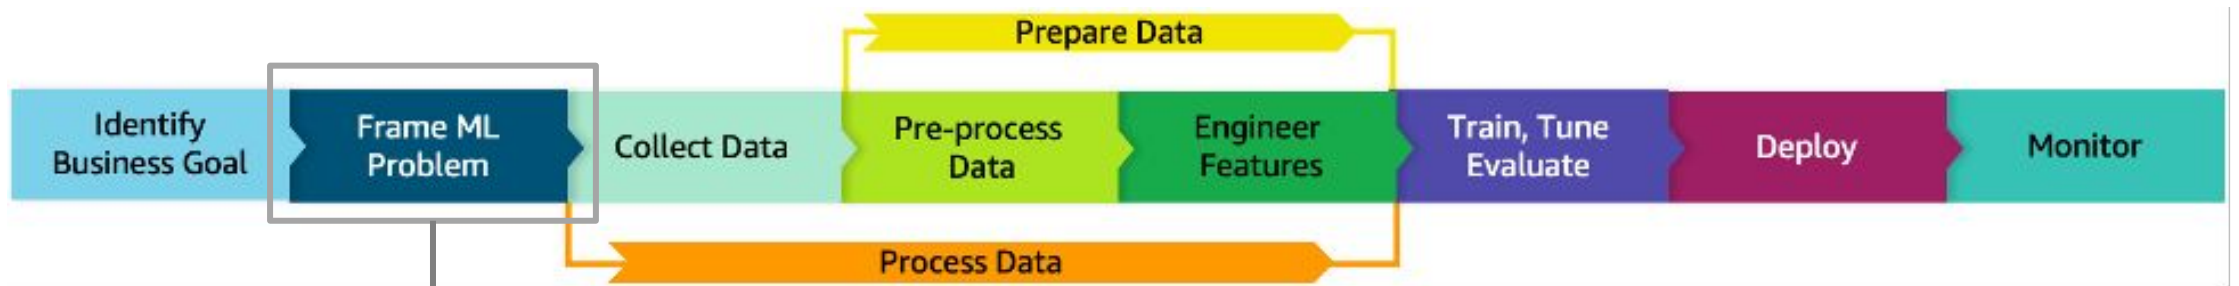 Prepare Data
Identify
Business Goal
Frame ML
Problem
Collect Data
Pre-process
Data
Engineer
Features
Train, Tune
Evaluate
Deploy
Monitor
Process Data